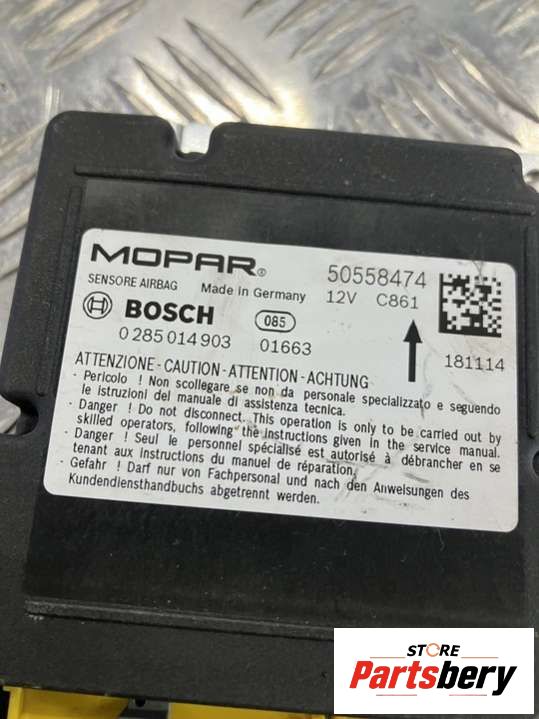 MOPAR®
50558474
SENSORE AIRBAG Made in Germany 12V C861
BOSCH 085
0 285 014 903 01663 181114
ATTENZIONE - CAUTION - ATTENTION - ACHTUNG
- Pericolo ! Non scollegare se non da personale specializzato e seguendo
le istruzioni del manuale di assistenza tecnica.
- Danger ! Do not disconnect. This operation is only to be carried out by
skilled operators, following the instructions given in the service manual.
- Danger ! Seul le personnel spécialisé est autorisé à débrancher en se
tenant aux instructions du manuel de réparation.
- Gefahr ! Darf nur von Fachpersonal und nach den Anweisungen des
Kundendiensthandbuchs abgetrennt werden.
STORE
Partsbery